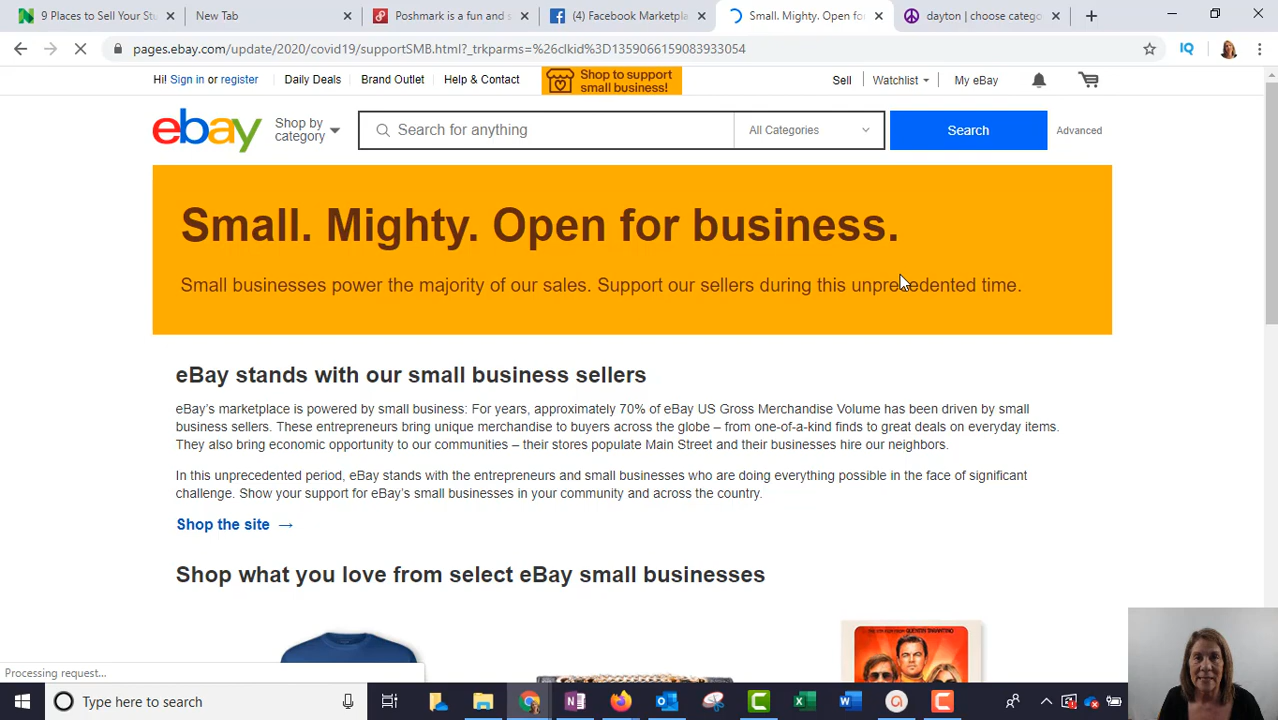 9 Places to Sell Your St
New Tab
Poshmark is a fun and s
(4) Facebook Marketpla
Small. Mighty. Open for
dayton | choose catego
pages.ebay.com/update/2020/covid19/supportSMB.html?_trkparms=%26clkid%3D1359066159083933054
Hi! Sign in or register
Daily Deals
Brand Outlet
Help & Contact
Shop to support
small business!
Sell
Watchlist
My eBay
ebay
Shop by
category
Search for anything
All Categories
Search
Advanced
Small. Mighty. Open for business.
Small businesses power the majority of our sales. Support our sellers during this unprecedented time.
eBay stands with our small business sellers
eBay’s marketplace is powered by small business: For years, approximately 70% of eBay US Gross Merchandise Volume has been driven by small
business sellers. These entrepreneurs bring unique merchandise to buyers across the globe – from one-of-a-kind finds to great deals on everyday items.
They also bring economic opportunity to our communities – their stores populate Main Street and their businesses hire our neighbors.
In this unprecedented period, eBay stands with the entrepreneurs and small businesses who are doing everything possible in the face of significant
challenge. Show your support for eBay’s small businesses in your community and across the country.
Shop the site →
Shop what you love from select eBay small businesses
QUENTIN TARANTINO
Processing request...
Type here to search